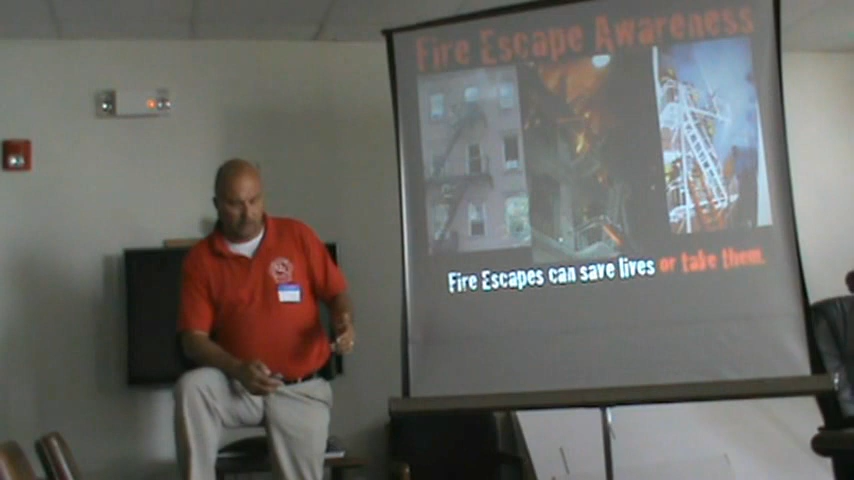 Fire Escape Awareness
Fire Escapes can save lives or take them.